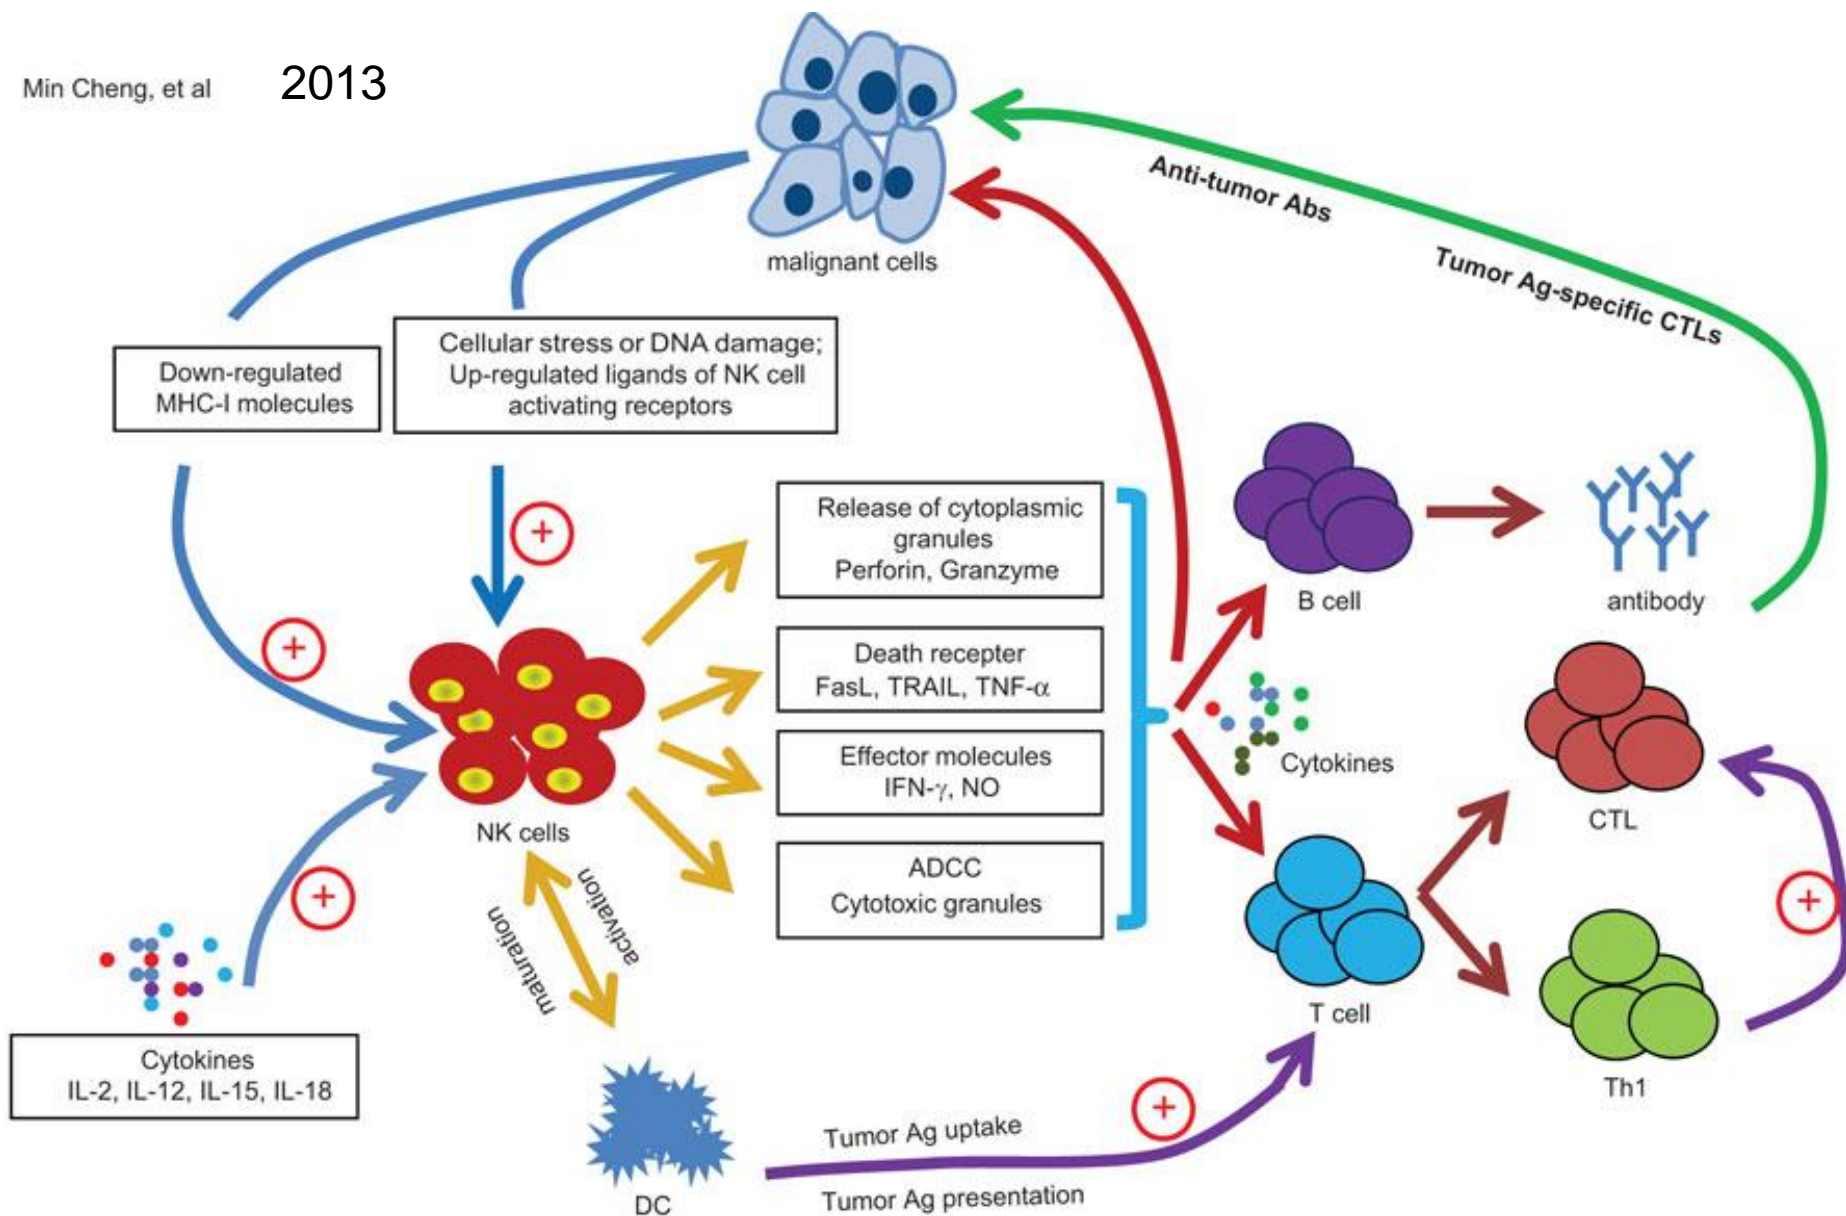 Min Cheng, et al
2013
malignant cells
Anti-tumor Abs
Tumor Ag-specific CTLs
Down-regulated
MHC-I molecules
Cellular stress or DNA damage;
Up-regulated ligands of NK cell
activating receptors
+
+
+
NK cells
Release of cytoplasmic
granules
Perforin, Granzyme
Death recepter
FasL, TRAIL, TNF-α
Effector molecules
IFN-γ, NO
ADCC
Cytotoxic granules
B cell
antibody
Cytokines
CTL
T cell
Th1
+
activation
maturation
Cytokines
IL-2, IL-12, IL-15, IL-18
DC
Tumor Ag uptake
+
Tumor Ag presentation